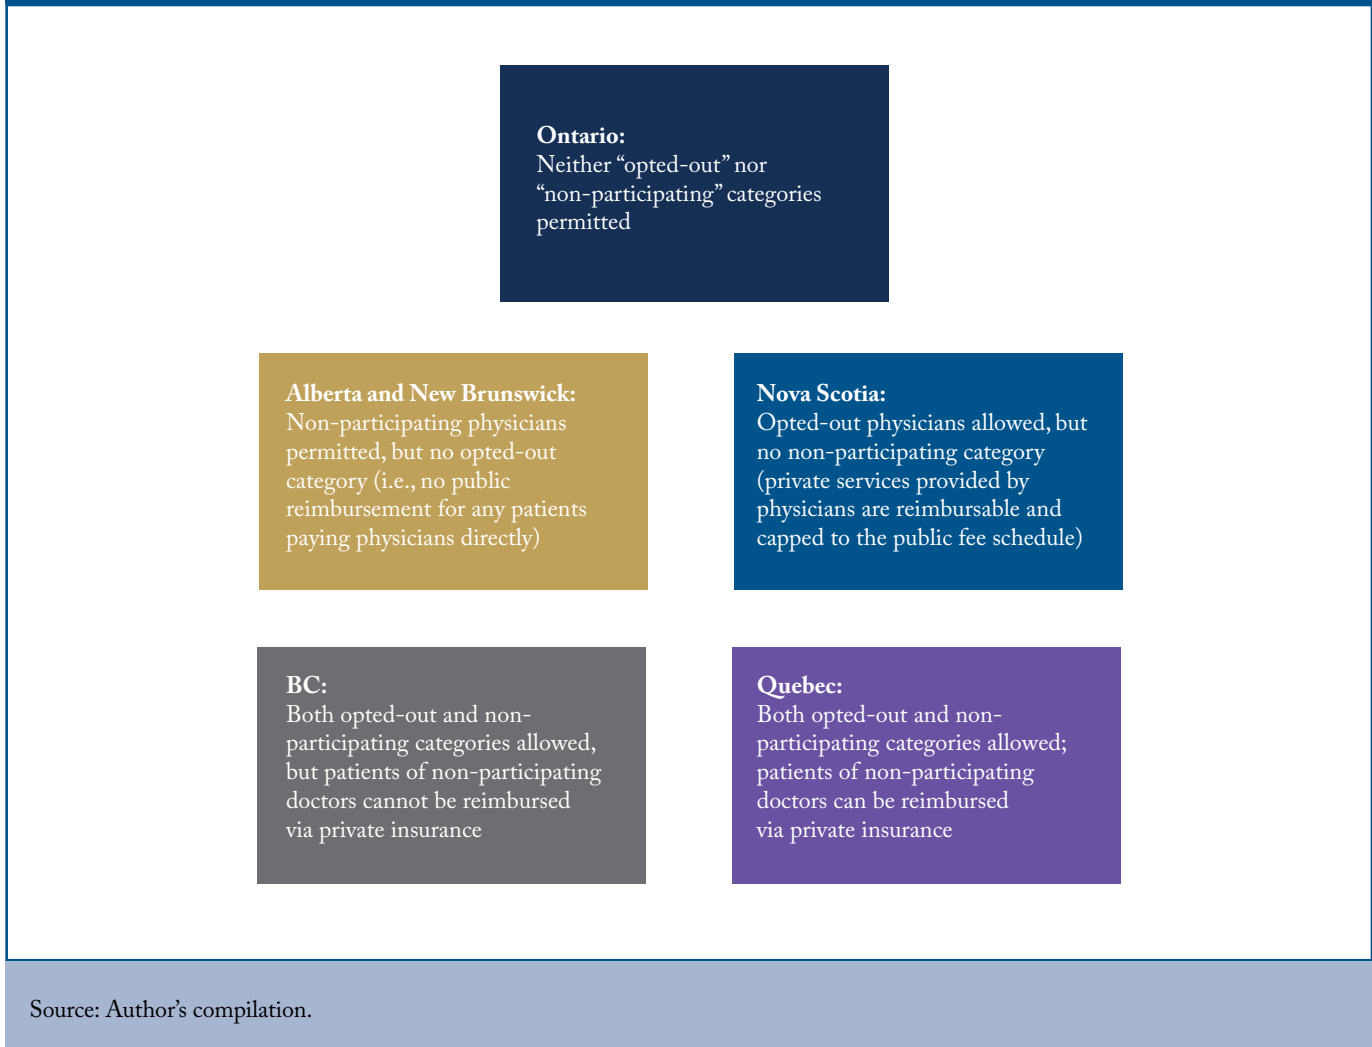 Ontario:
Neither “opted-out” nor
“non-participating” categories
permitted
Alberta and New Brunswick:
Non-participating physicians
permitted, but no opted-out
category (i.e., no public
reimbursement for any patients
paying physicians directly)
Nova Scotia:
Opted-out physicians allowed, but
no non-participating category
(private services provided by
physicians are reimbursable and
capped to the public fee schedule)
BC:
Both opted-out and non-
participating categories allowed,
but patients of non-participating
doctors cannot be reimbursed
via private insurance
Quebec:
Both opted-out and non-
participating categories allowed;
patients of non-participating
doctors can be reimbursed
via private insurance
Source: Author’s compilation.